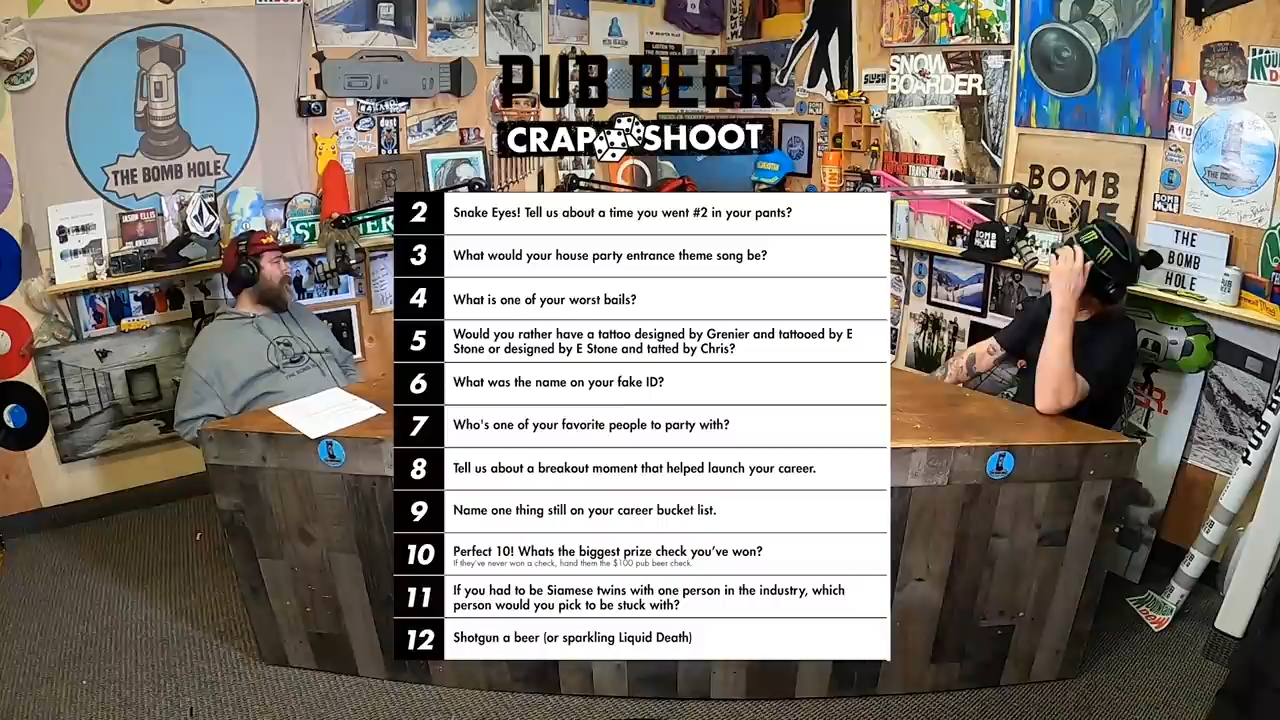 PUB BEER
CRAP SHOOT
THE BOMB HOLE
SNOW
BOARDER.
SLUSH
BOMB
HOLE
JASON ELLIS
THE
BOMB
HOLE
BOMB
HOLE
2 Snake Eyes! Tell us about a time you went #2 in your pants?
3 What would your house party entrance theme song be?
4 What is one of your worst bails?
5 Would you rather have a tattoo designed by Grenier and tattooed by E
Stone or designed by E Stone and tatted by Chris?
6 What was the name on your fake ID?
7 Who's one of your favorite people to party with?
8 Tell us about a breakout moment that helped launch your career.
9 Name one thing still on your career bucket list.
10 Perfect 10! Whats the biggest prize check you've won?
If they've never won a check, hand them the $100 pub beer check.
11 If you had to be Siamese twins with one person in the industry, which
person would you pick to be stuck with?
12 Shotgun a beer (or sparkling Liquid Death)